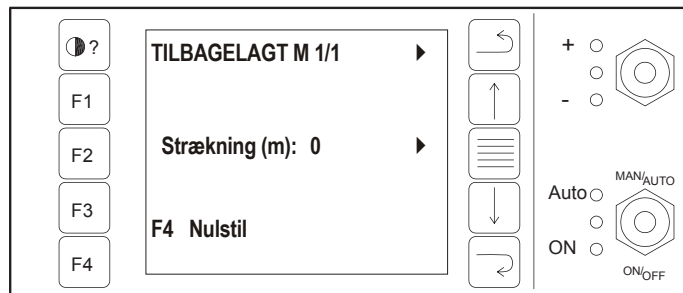 ?
F1
F2
F3
F4
TILBAGELAGT M 1/1
Strækning (m): 0
F4 Nulstil
+
-
MAN/AUTO
Auto
ON
ON/OFF